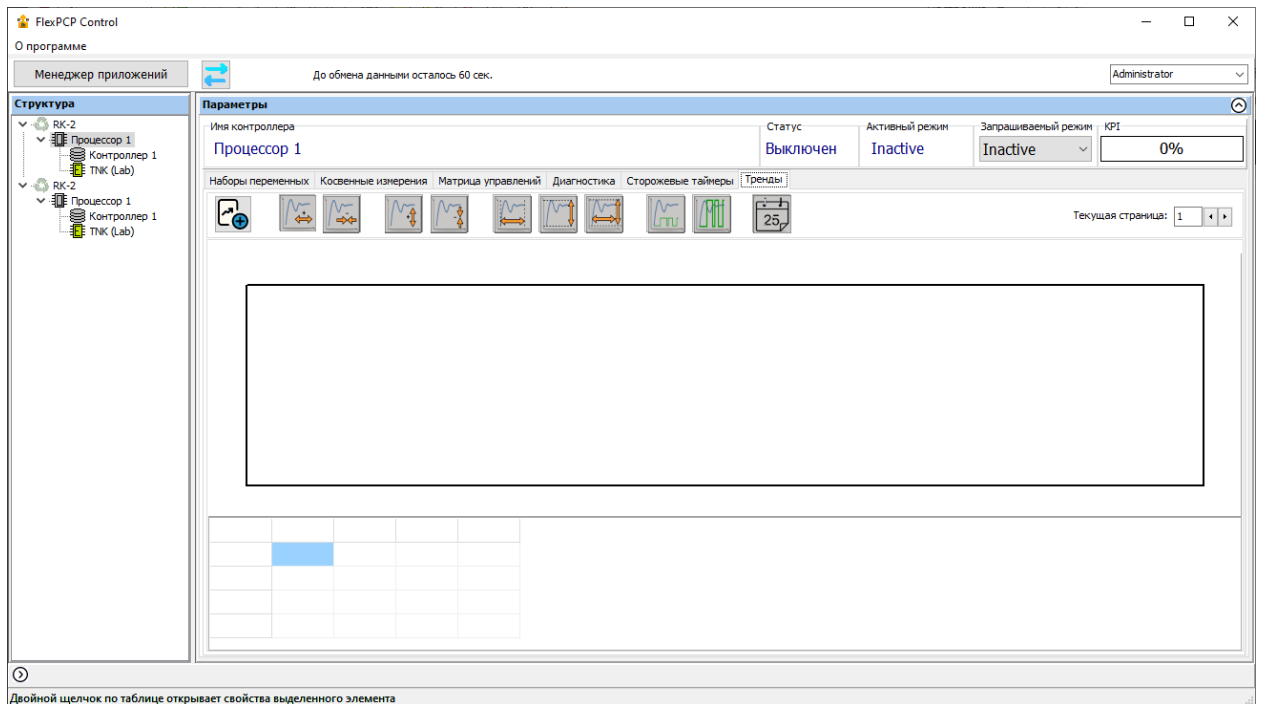 FlexPCP Control
О программе
Менеджер приложений
До обмена данными осталось 60 сек.
Administrator
Структура
RK-2
Процессор 1
Контроллер 1
TNK (Lab)
RK-2
Процессор 1
Контроллер 1
TNK (Lab)
Параметры
Имя контроллера
Процессор 1
Статус
Выключен
Активный режим
Inactive
Запрашиваемый режим
Inactive
KPI
0%
Наборы переменных Косвенные измерения Матрица управлений Диагностика Сторожевые таймеры Тренды
25
Текущая страница: 1
Двойной щелчок по таблице открывает свойства выделенного элемента